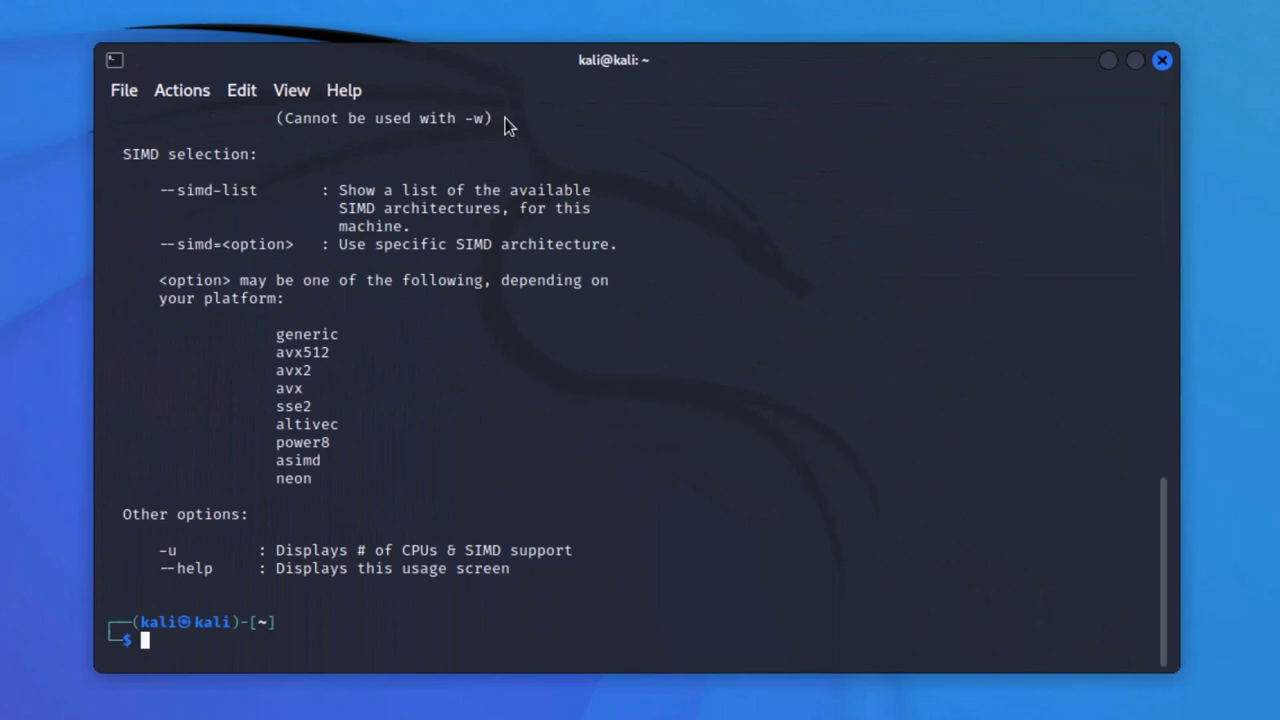 kali@kali: ~
File Actions Edit View Help
(Cannot be used with -w)
SIMD selection:
--simd-list : Show a list of the available
SIMD architectures, for this
machine.
--simd=<option> : Use specific SIMD architecture.
<option> may be one of the following, depending on
your platform:
generic
avx512
avx2
avx
sse2
altivec
power8
asimd
neon
Other options:
-u : Displays # of CPUs & SIMD support
--help : Displays this usage screen
┌──(kali㉿kali)-[~]
└─$